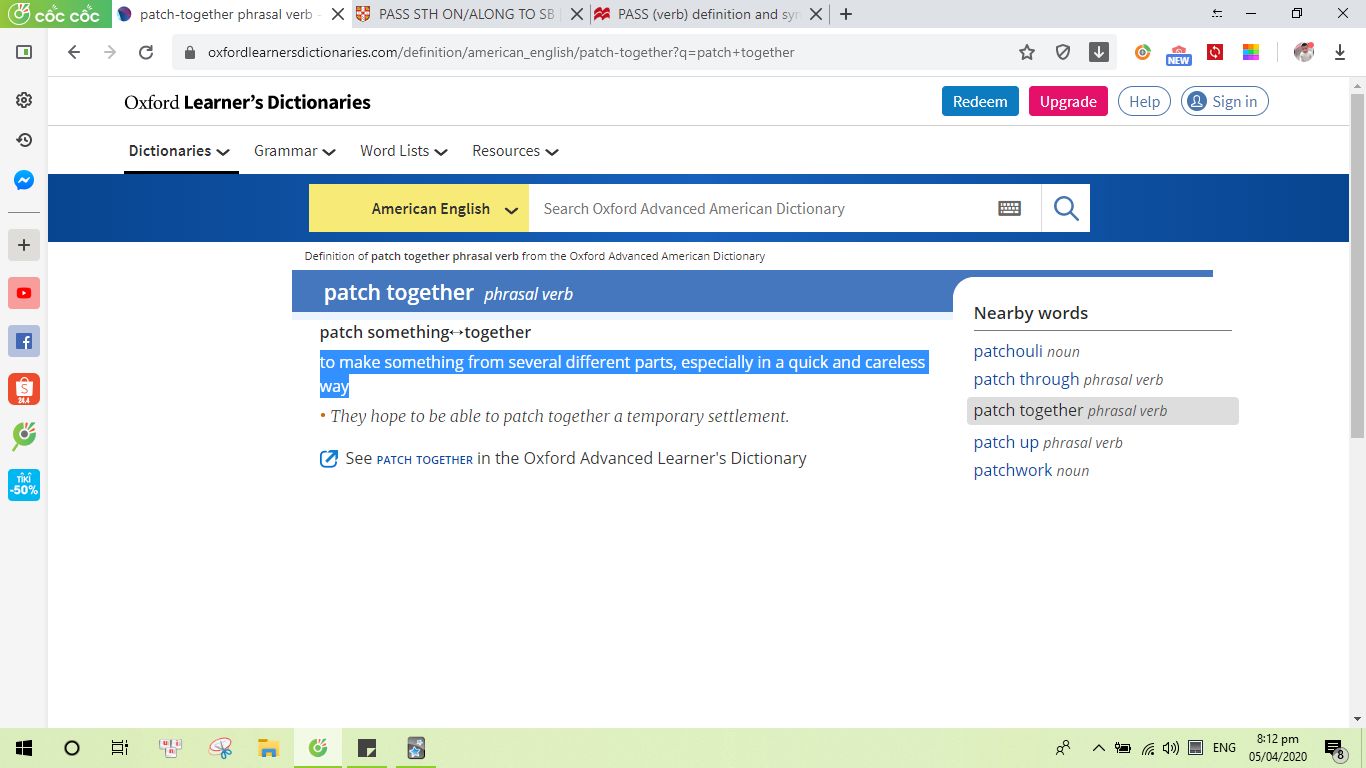 cốc cốc
patch-together phrasal verb -
PASS STH ON/ALONG TO SB
PASS (verb) definition and syn
oxfordlearnersdictionaries.com/definition/american_english/patch-together?q=patch+together
NEW
Oxford Learner's Dictionaries
Redeem
Upgrade
Help
Sign in
Dictionaries
Grammar
Word Lists
Resources
American English
Search Oxford Advanced American Dictionary
Definition of patch together phrasal verb from the Oxford Advanced American Dictionary
patch together phrasal verb
patch something↔together
to make something from several different parts, especially in a quick and careless
way
• They hope to be able to patch together a temporary settlement.
See PATCH TOGETHER in the Oxford Advanced Learner's Dictionary
Nearby words
patchouli noun
patch through phrasal verb
patch together phrasal verb
patch up phrasal verb
patchwork noun
S
24.4
TIKI
-50%
ENG
8:12 pm
05/04/2020
8